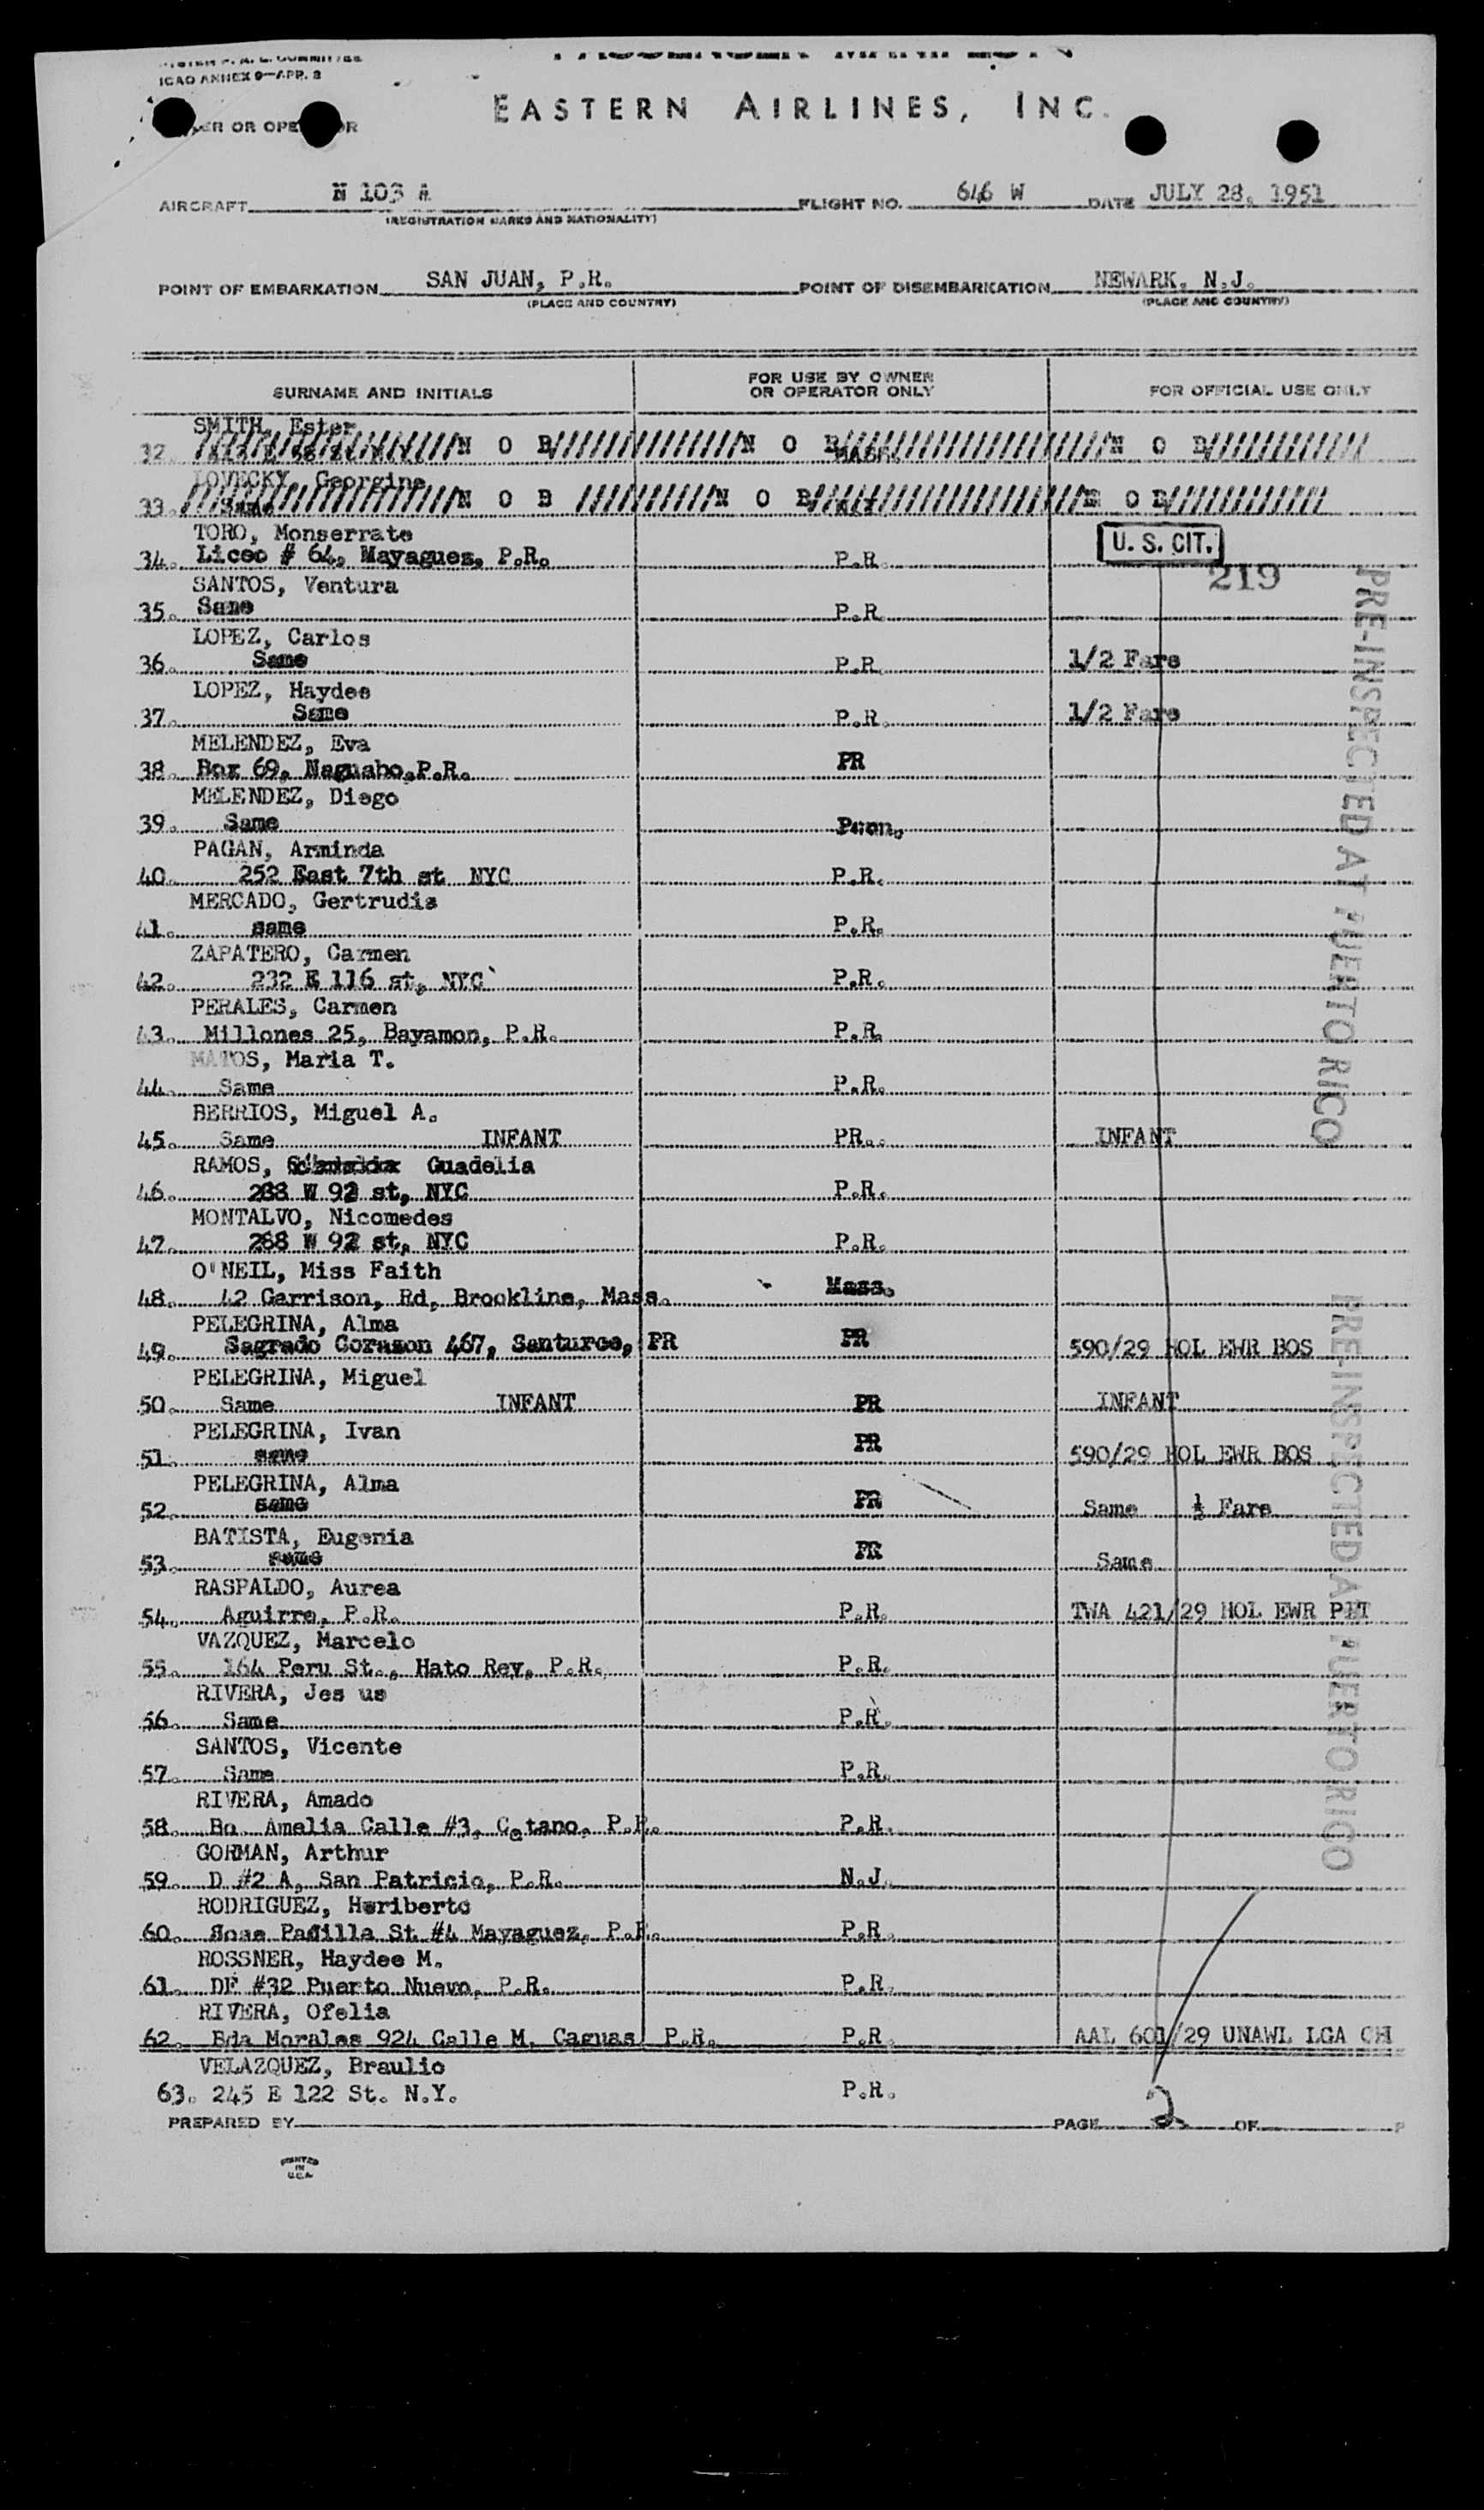 ICAO ANNEX 9—APP. 2
EASTERN AIRLINES, INC.
OR OPE R
AIRCRAFT N 103 A FLIGHT NO. 646 W DATE JULY 28, 1951
(REGISTRATION MARKS AND NATIONALITY)
POINT OF EMBARKATION SAN JUAN, P.R. POINT OF DISEMBARKATION NEWARK, N.J.
(PLACE AND COUNTRY) (PLACE AND COUNTRY)
SURNAME AND INITIALS FOR USE BY OWNER OR OPERATOR ONLY FOR OFFICIAL USE ONLY
SMITH, Ester
32. N O B N O B N O B
Georgine
33. Same N O B N O B N O B
TORO, Monserrate U. S. CIT.
34. Liceo # 64, Mayaguez, P.R. P.R.
SANTOS, Ventura 219
35. Same P.R.
LOPEZ, Carlos
36. Same P.R. 1/2 Fare
LOPEZ, Haydee
37. Same P.R. 1/2 Fare
MELENDEZ, Eva
38. Box 69, Naguabo,P.R. PR
MELENDEZ, Diego
39. Same Penn.
PAGAN, Arminda
40. 252 East 7th st NYC P.R.
MERCADO, Gertrudis
41. same P.R.
ZAPATERO, Carmen
42. 232 E 116 st, NYC P.R.
PERALES, Carmen
43. Millones 25, Bayamon, P.R. P.R.
MATOS, Maria T.
44. Same P.R.
BERRIOS, Miguel A.
45. Same INFANT PR. INFANT
RAMOS, Guadelia
46. 288 W 92 st, NYC P.R.
MONTALVO, Nicomedes
47. 288 W 92 st, NYC P.R.
O'NEIL, Miss Faith
48. 42 Garrison, Rd, Brookline, Mass. Mass.
PELEGRINA, Alma
49. Sagrado Corazon 467, Santurce, PR PR 590/29 HOL EWR BOS
PELEGRINA, Miguel
50. Same INFANT PR INFANT
PELEGRINA, Ivan
51. same PR 590/29 HOL EWR BOS
PELEGRINA, Alma
52. same PR Same ½ Fare
BATISTA, Eugenia
53. same PR Same
RASPALDO, Aurea
54. Aguirre, P.R. P.R. TWA 421/29 HOL EWR PIT
VAZQUEZ, Marcelo
55. 164 Peru St., Hato Rey, P.R. P.R.
RIVERA, Jes us
56. Same P.R.
SANTOS, Vicente
57. Same P.R.
RIVERA, Amado
58. Bo. Amelia Calle #3, Catano, P.R. P.R.
GORMAN, Arthur
59. D #2 A, San Patricio, P.R. N.J.
RODRIGUEZ, Heriberto
60. Jose Padilla St #4 Mayaguez, P.R. P.R.
ROSSNER, Haydee M.
61. DF #32 Puerto Nuevo, P.R. P.R.
RIVERA, Ofelia
62. Bda Morales 924 Calle M. Caguas P.R. P.R. AAL 601/29 UNAWL LGA CH
VELAZQUEZ, Braulio
63. 245 E 122 St. N.Y. P.R.
PREPARED BY PAGE 2 OF
PRINTED
IN
U.S.A.
PRE-INSPECTED AT PUERTO RICO
PRE-INSPECTED AT PUERTO RICO